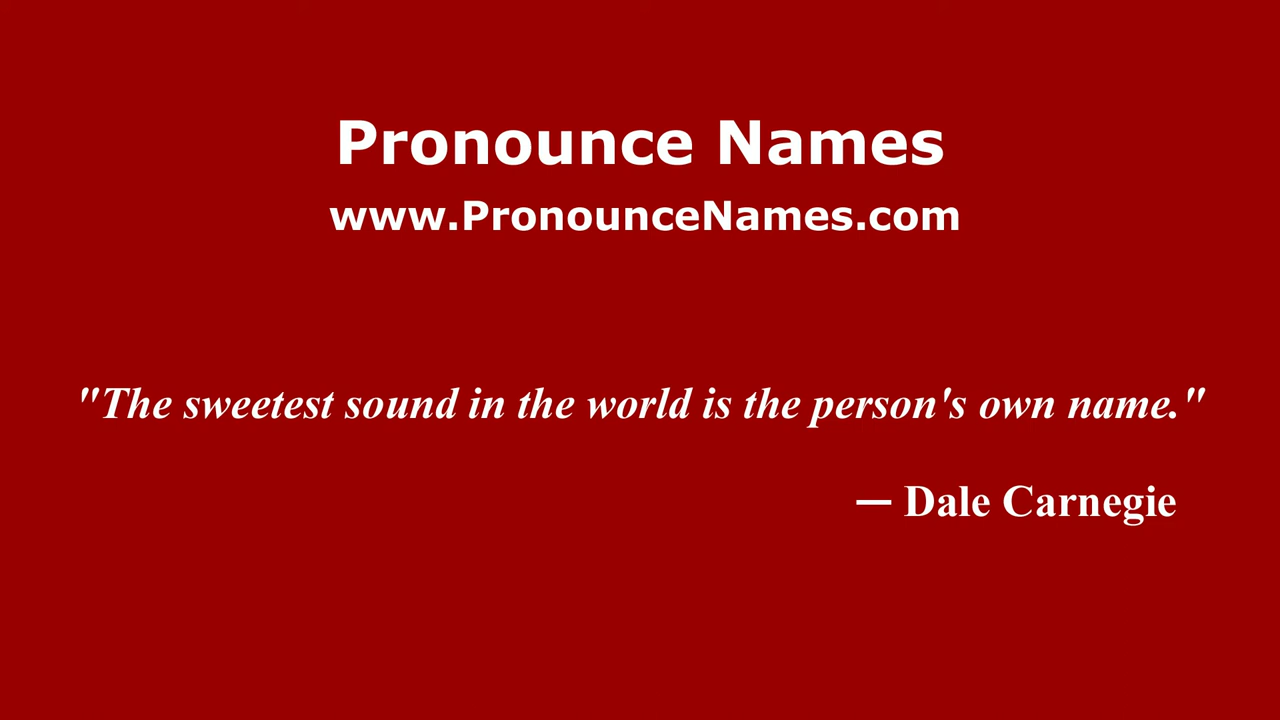 Pronounce Names
www.PronounceNames.com
"The sweetest sound in the world is the person's own name."
— Dale Carnegie